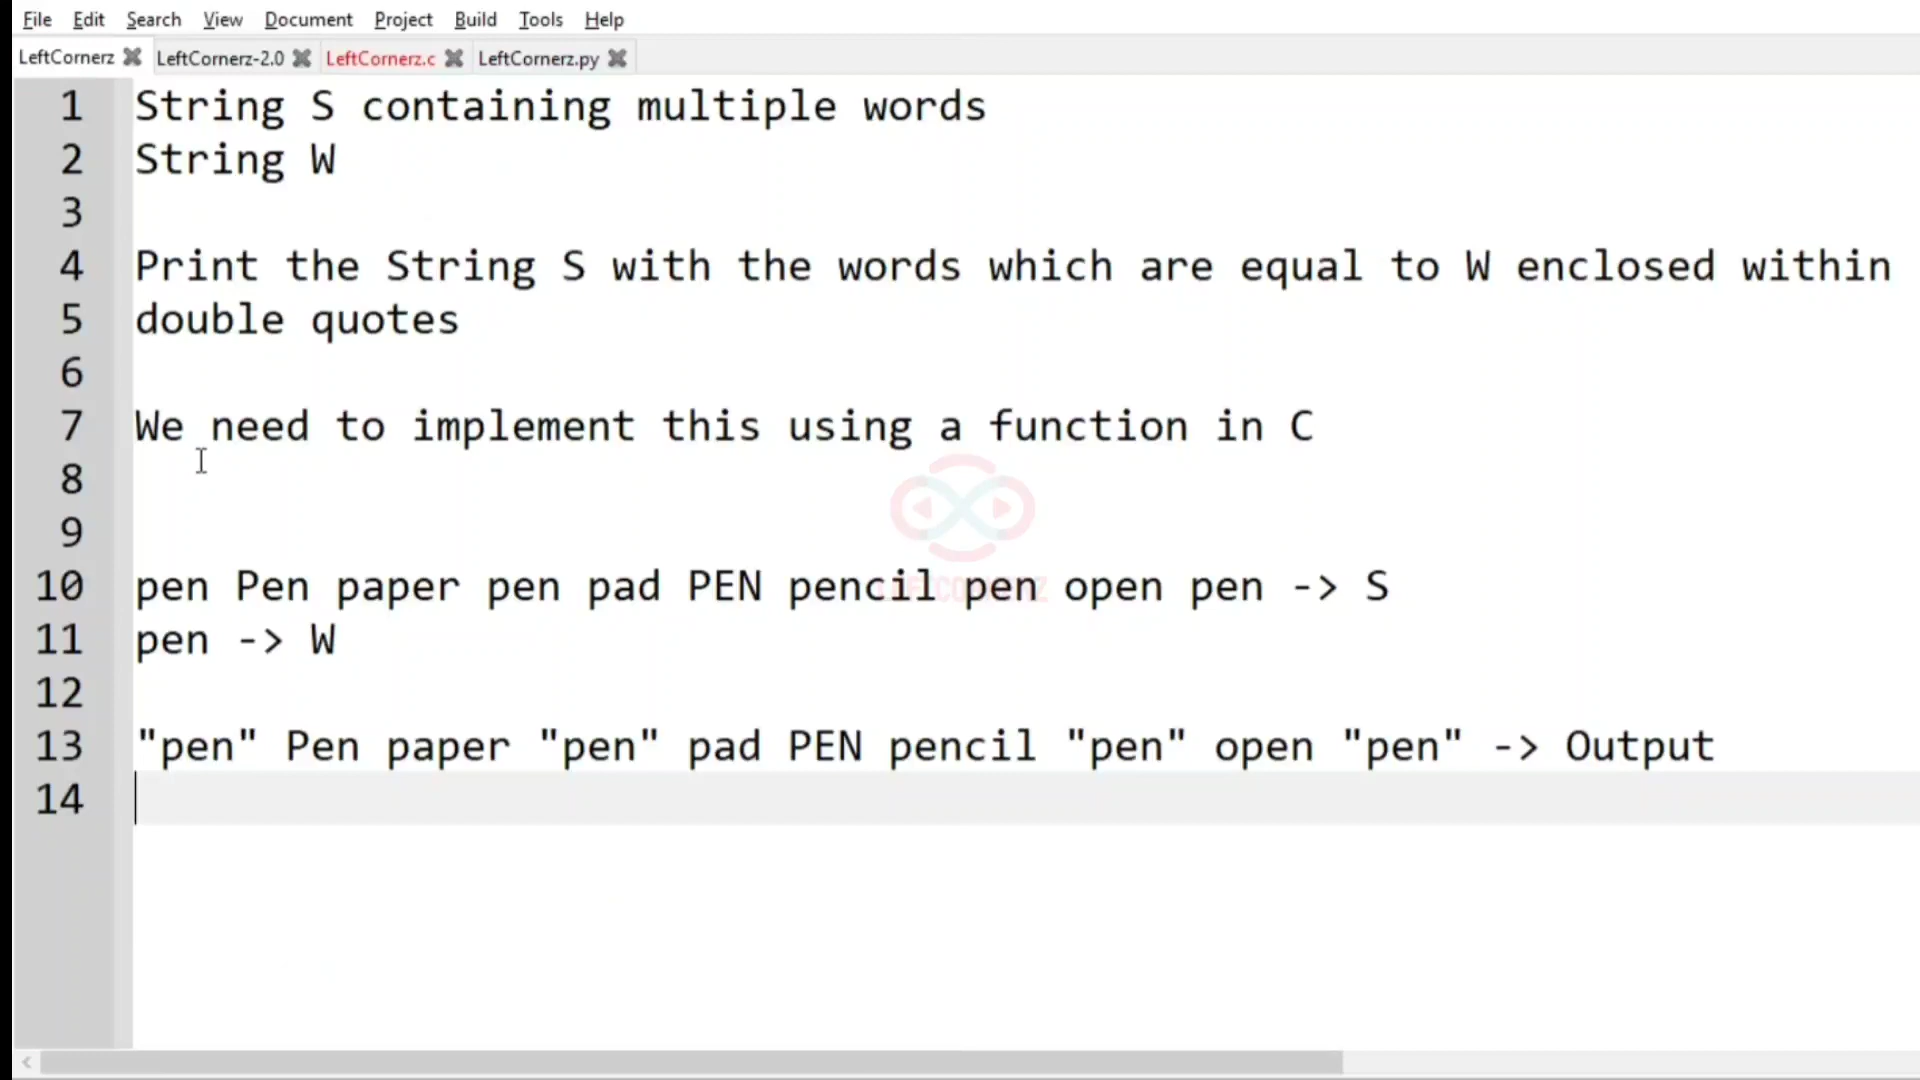 File Edit Search View Document Project Build Tools Help
LeftCornerz LeftCornerz-2.0 LeftCornerz.c LeftCornerz.py
1 String S containing multiple words
2 String W
3
4 Print the String S with the words which are equal to W enclosed within
5 double quotes
6
7 We need to implement this using a function in C
8
9
10 pen Pen paper pen pad PEN pencil pen open pen -> S
LEFTCORNERZ
11 pen -> W
12
13 "pen" Pen paper "pen" pad PEN pencil "pen" open "pen" -> Output
14